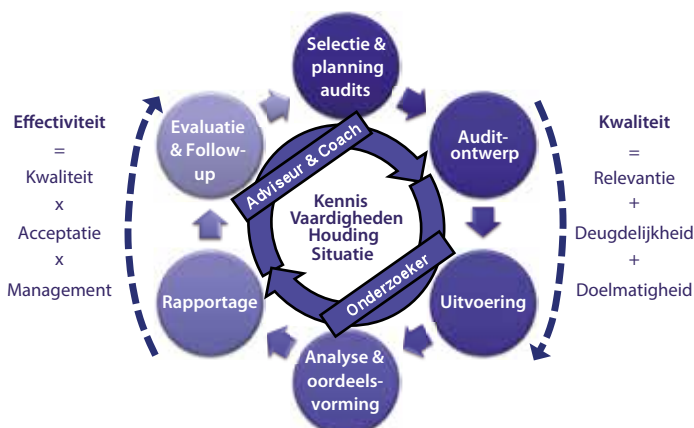 Selectie &
planning
audits
Effectiviteit
=
Kwaliteit
x
Acceptatie
x
Management
Evaluatie
& Follow-
up
Adviseur & Coach
Audit-
ontwerp
Kwaliteit
=
Relevantie
+
Deugdelijkheid
+
Doelmatigheid
Kennis
Vaardigheden
Houding
Situatie
Onderzoeker
Rapportage
Uitvoering
Analyse &
oordeels-
vorming